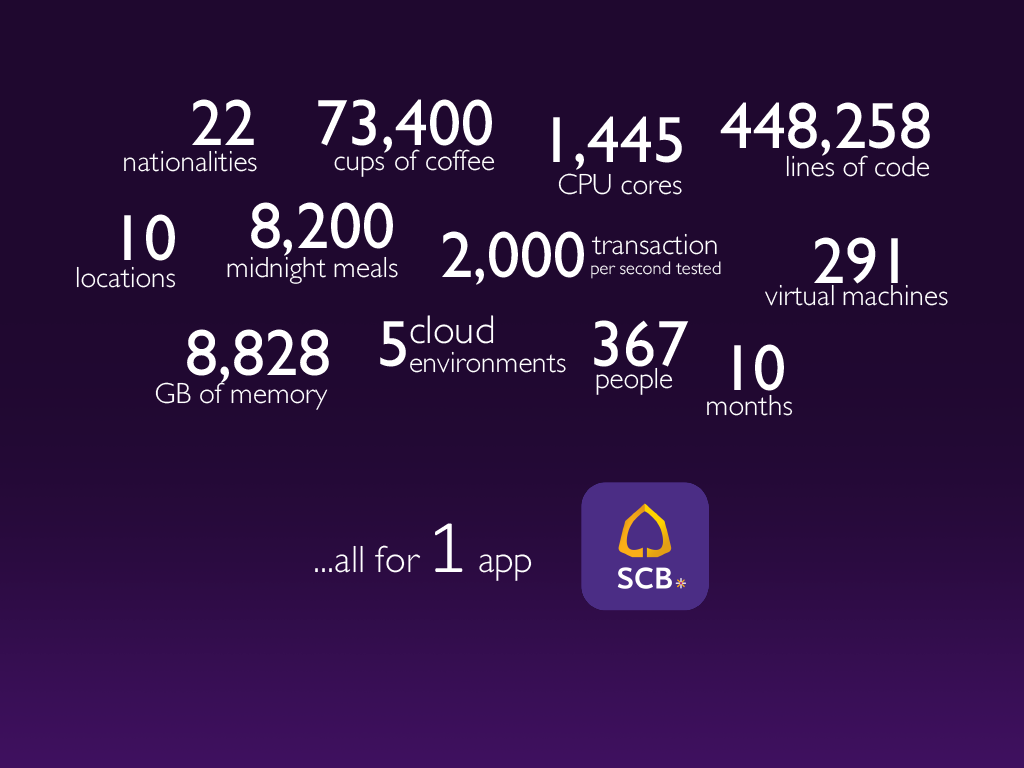 22
nationalities
73,400
cups of coffee
1,445
CPU cores
448,258
lines of code
10
locations
8,200
midnight meals
2,000 transaction
per second tested
291
virtual machines
8,828
GB of memory
5 cloud
environments
367
people
10
months
...all for 1 app
SCB